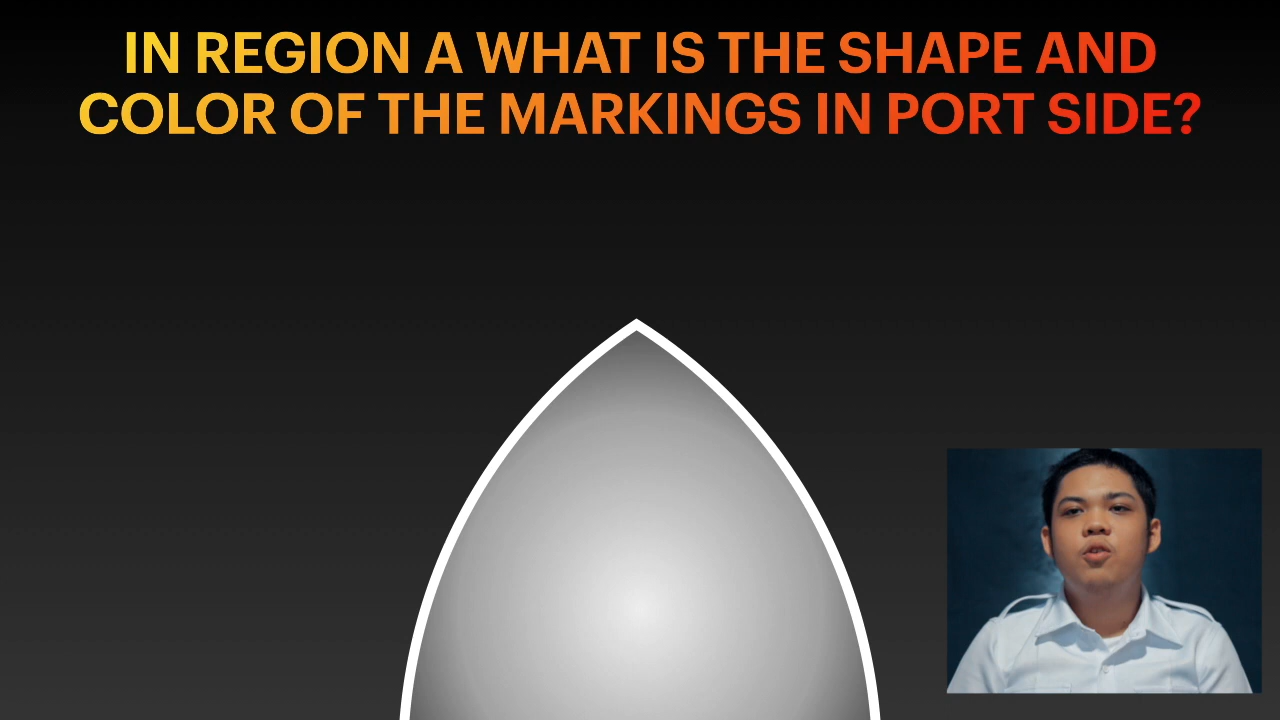 IN REGION A WHAT IS THE SHAPE AND
COLOR OF THE MARKINGS IN PORT SIDE?